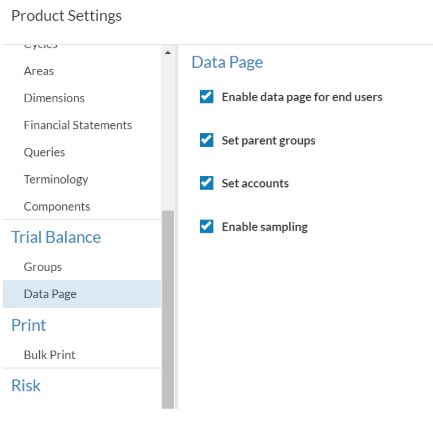 Product Settings
Cycles
Areas
Dimensions
Financial Statements
Queries
Terminology
Components
Trial Balance
Groups
Data Page
Print
Bulk Print
Risk
Data Page
Enable data page for end users
Set parent groups
Set accounts
Enable sampling